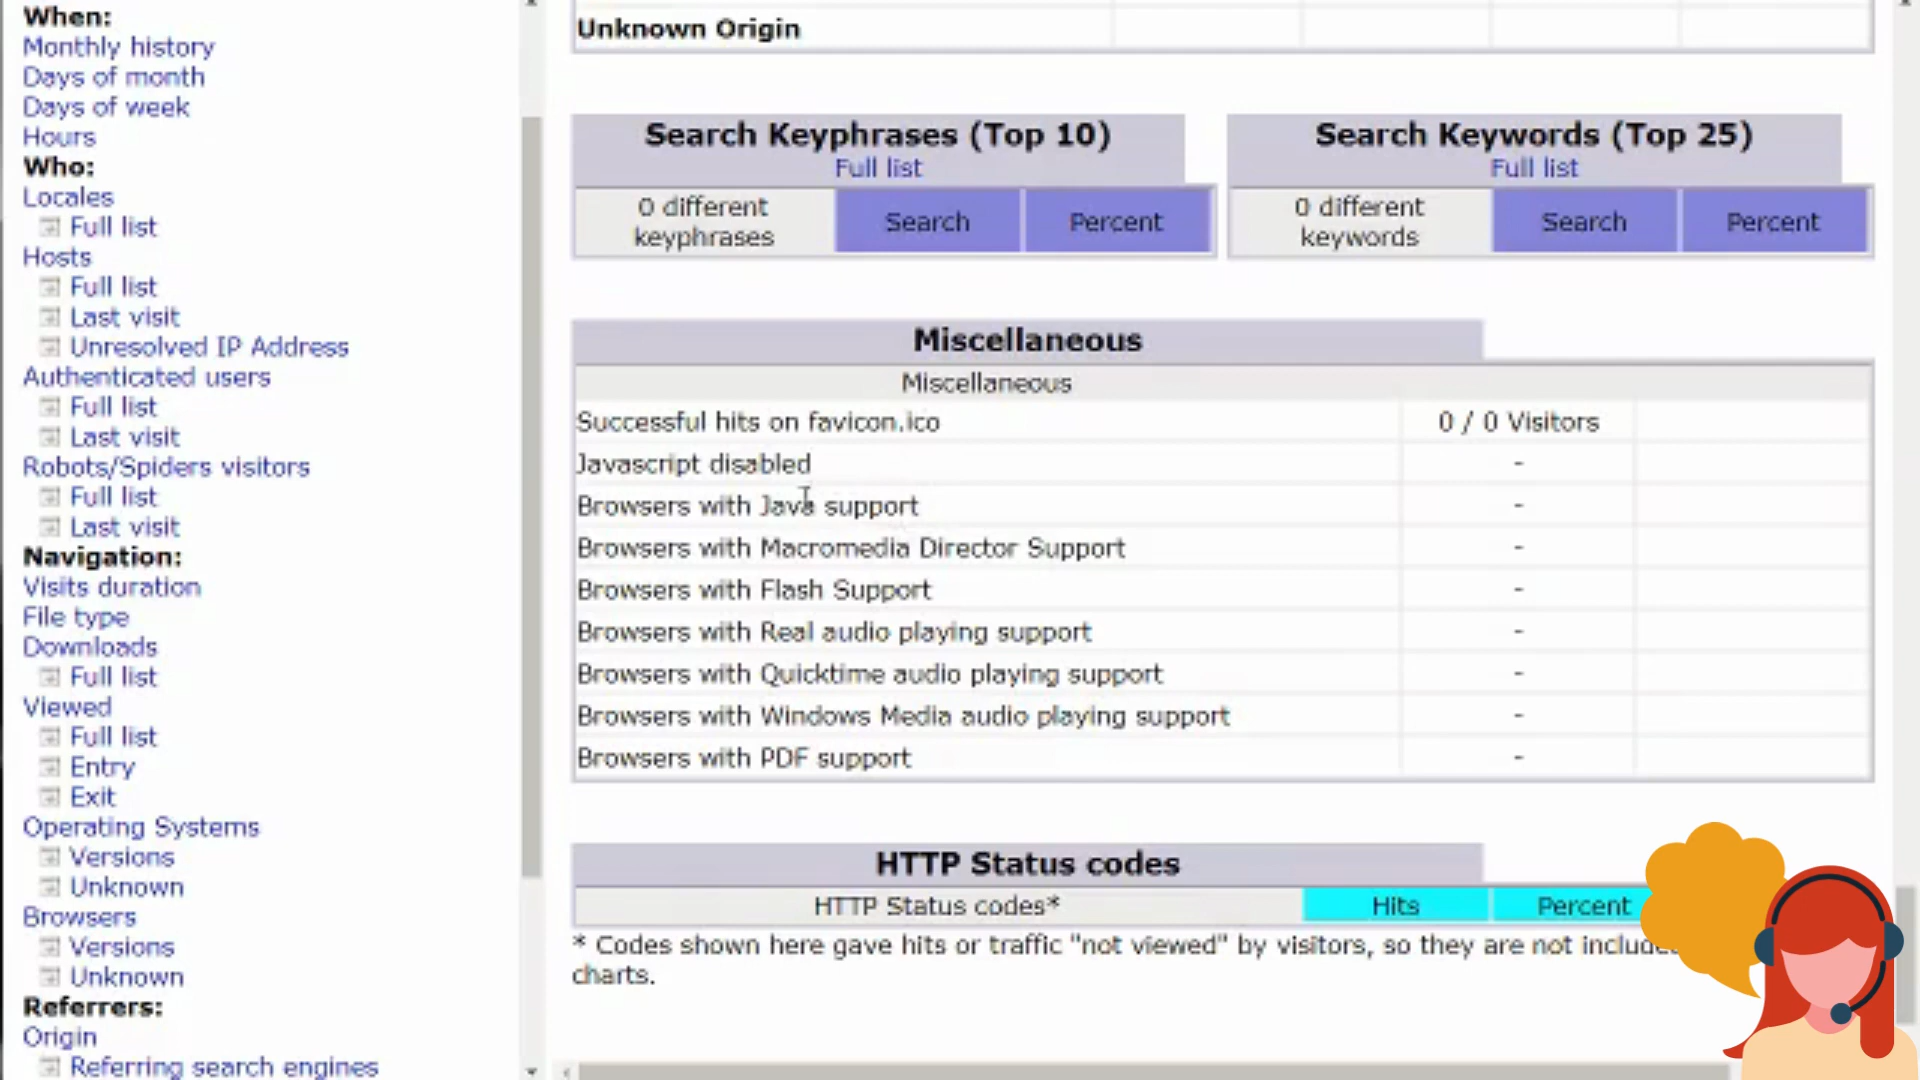 When:
Monthly history
Days of month
Days of week
Hours
Who:
Locales
Full list
Hosts
Full list
Last visit
Unresolved IP Address
Authenticated users
Full list
Last visit
Robots/Spiders visitors
Full list
Last visit
Navigation:
Visits duration
File type
Downloads
Full list
Viewed
Full list
Entry
Exit
Operating Systems
Versions
Unknown
Browsers
Versions
Unknown
Referrers:
Origin
Referring search engines
Unknown Origin
Search Keyphrases (Top 10)
Full list
0 different keyphrases Search Percent
Search Keywords (Top 25)
Full list
0 different keywords Search Percent
Miscellaneous
Miscellaneous
Successful hits on favicon.ico 0 / 0 Visitors
Javascript disabled -
Browsers with Java support -
Browsers with Macromedia Director Support -
Browsers with Flash Support -
Browsers with Real audio playing support -
Browsers with Quicktime audio playing support -
Browsers with Windows Media audio playing support -
Browsers with PDF support -
HTTP Status codes
HTTP Status codes* Hits Percent
* Codes shown here gave hits or traffic "not viewed" by visitors, so they are not
charts.